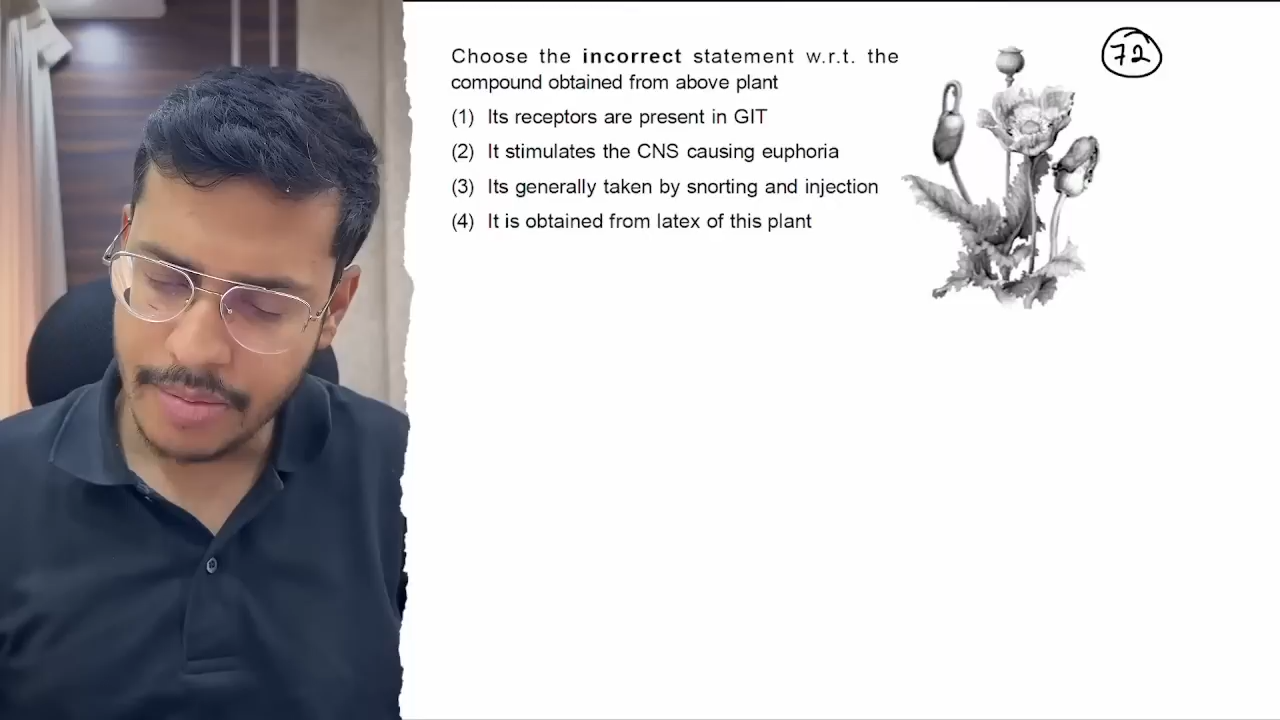 Choose the incorrect statement w.r.t. the
compound obtained from above plant
(1) Its receptors are present in GIT
(2) It stimulates the CNS causing euphoria
(3) Its generally taken by snorting and injection
(4) It is obtained from latex of this plant
72